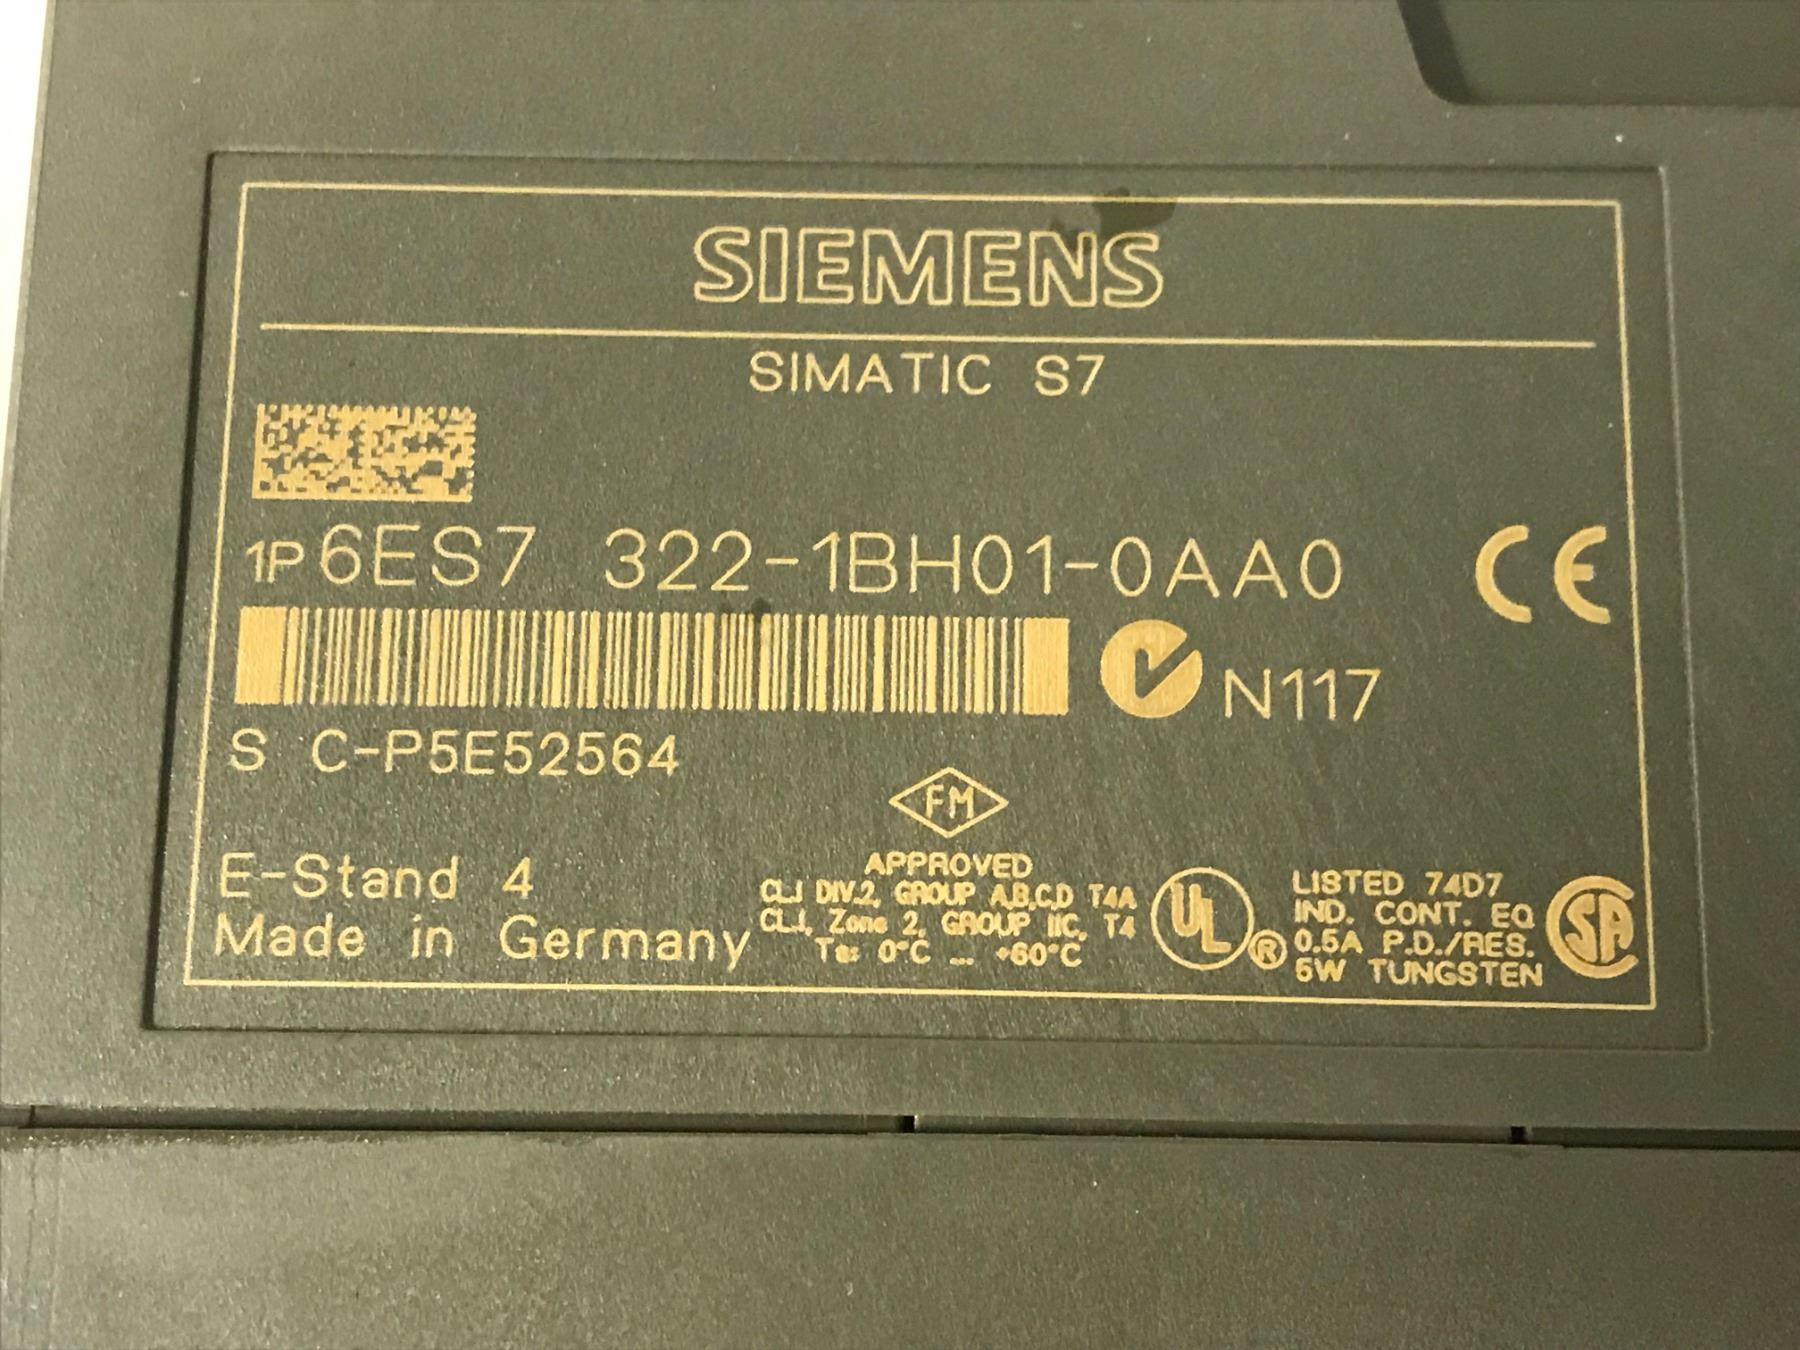 SIEMENS
SIMATIC S7
1P 6ES7 322-1BH01-0AA0
CE
N117
S C-P5E52564
FM
APPROVED
CL.I DIV.2, GROUP A,B,C,D T4A
CL.I, Zone 2, GROUP IIC, T4
Ta: 0°C ... +60°C
E-Stand 4
Made in Germany
UL ®
LISTED 74D7
IND. CONT. EQ
0.5A P.D./RES.
5W TUNGSTEN
SA